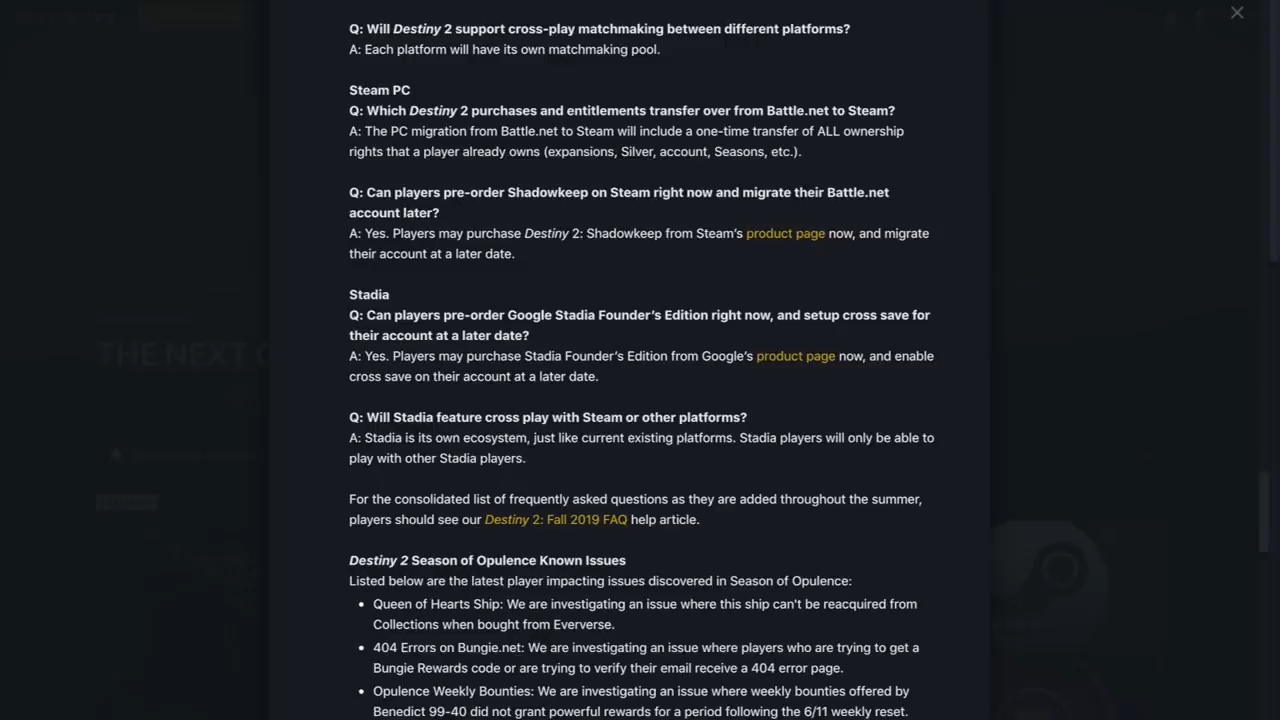 Q: Will Destiny 2 support cross-play matchmaking between different platforms?
A: Each platform will have its own matchmaking pool.
Steam PC
Q: Which Destiny 2 purchases and entitlements transfer over from Battle.net to Steam?
A: The PC migration from Battle.net to Steam will include a one-time transfer of ALL ownership
rights that a player already owns (expansions, Silver, account, Seasons, etc.).
Q: Can players pre-order Shadowkeep on Steam right now and migrate their Battle.net
account later?
A: Yes. Players may purchase Destiny 2: Shadowkeep from Steam’s product page now, and migrate
their account at a later date.
Stadia
Q: Can players pre-order Google Stadia Founder’s Edition right now, and setup cross save for
their account at a later date?
A: Yes. Players may purchase Stadia Founder’s Edition from Google’s product page now, and enable
cross save on their account at a later date.
Q: Will Stadia feature cross play with Steam or other platforms?
A: Stadia is its own ecosystem, just like current existing platforms. Stadia players will only be able to
play with other Stadia players.
For the consolidated list of frequently asked questions as they are added throughout the summer,
players should see our Destiny 2: Fall 2019 FAQ help article.
Destiny 2 Season of Opulence Known Issues
Listed below are the latest player impacting issues discovered in Season of Opulence:
• Queen of Hearts Ship: We are investigating an issue where this ship can't be reacquired from
Collections when bought from Eververse.
• 404 Errors on Bungie.net: We are investigating an issue where players who are trying to get a
Bungie Rewards code or are trying to verify their email receive a 404 error page.
• Opulence Weekly Bounties: We are investigating an issue where weekly bounties offered by
Benedict 99-40 did not grant powerful rewards for a period following the 6/11 weekly reset.
THE NEXT